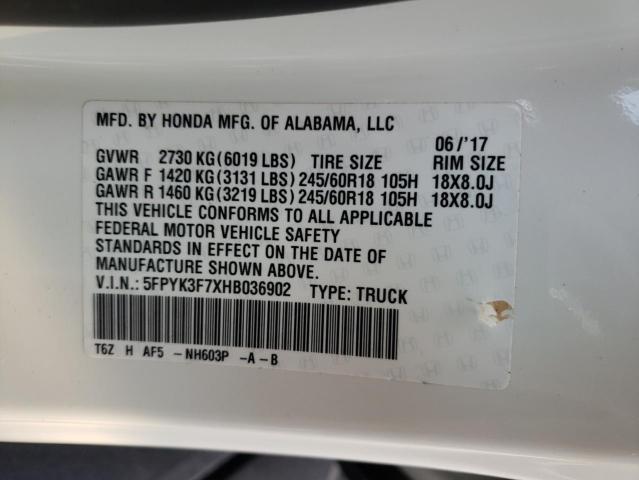 MFD. BY HONDA MFG. OF ALABAMA, LLC
06/'17
GVWR 2730 KG(6019 LBS) TIRE SIZE RIM SIZE
GAWR F 1420 KG(3131 LBS)245/60R18 105H 18X8.0J
GAWR R 1460 KG(3219 LBS)245/60R18 105H 18X8.0J
THIS VEHICLE CONFORMS TO ALL APPLICABLE
FEDERAL MOTOR VEHICLE SAFETY
STANDARDS IN EFFECT ON THE DATE OF
MANUFACTURE SHOWN ABOVE.
V.I.N.: 5FPYK3F7XHB036902 TYPE: TRUCK
T6Z H AF5 -NH603P -A-B